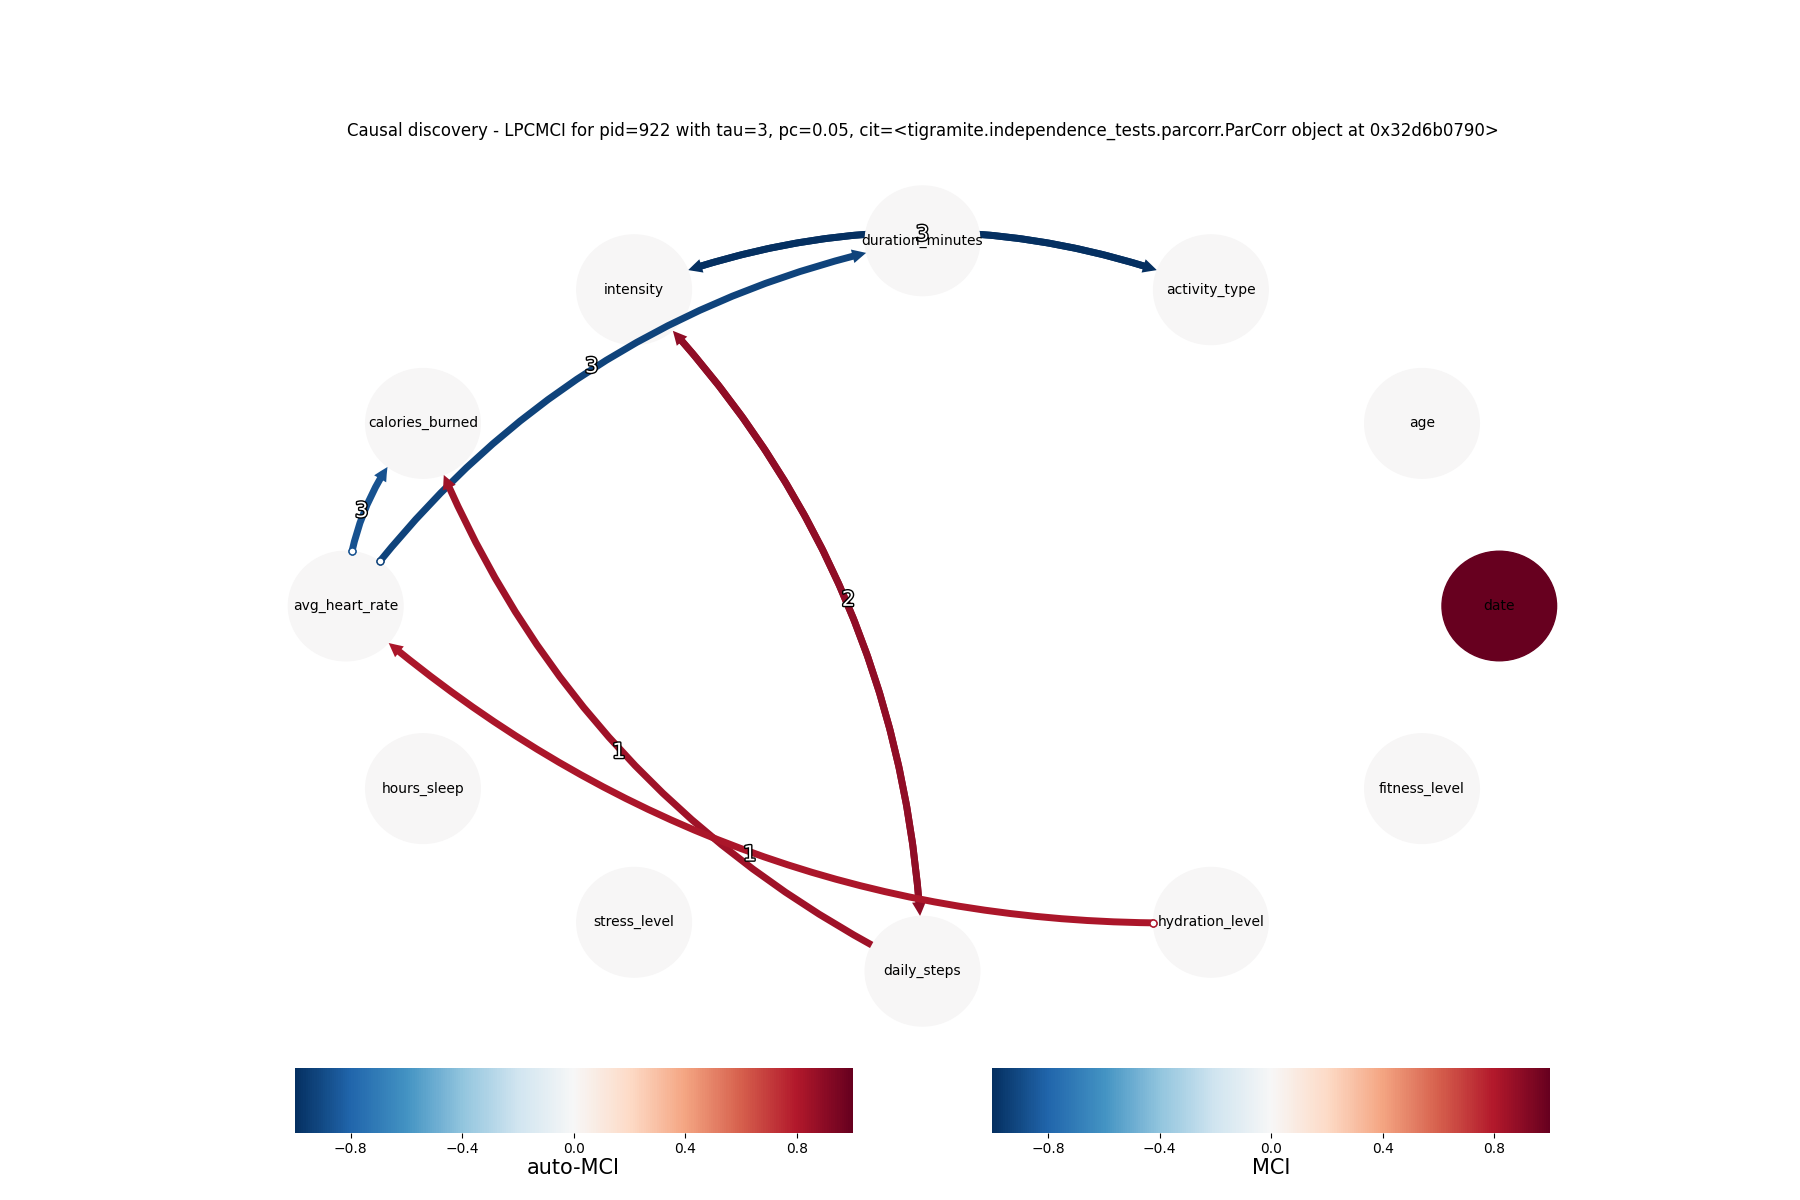 Causal discovery - LPCMCI for pid=922 with tau=3, pc=0.05, cit=<tigramite.independence_tests.parcorr.ParCorr object at 0x32d6b0790>
3
duration_minutes
intensity
activity_type
3
calories_burned
age
3
2
avg_heart_rate
date
1
hours_sleep
fitness_level
1
stress_level
hydration_level
daily_steps
−0.8 −0.4 0.0 0.4 0.8
auto-MCI
−0.8 −0.4 0.0 0.4 0.8
MCI